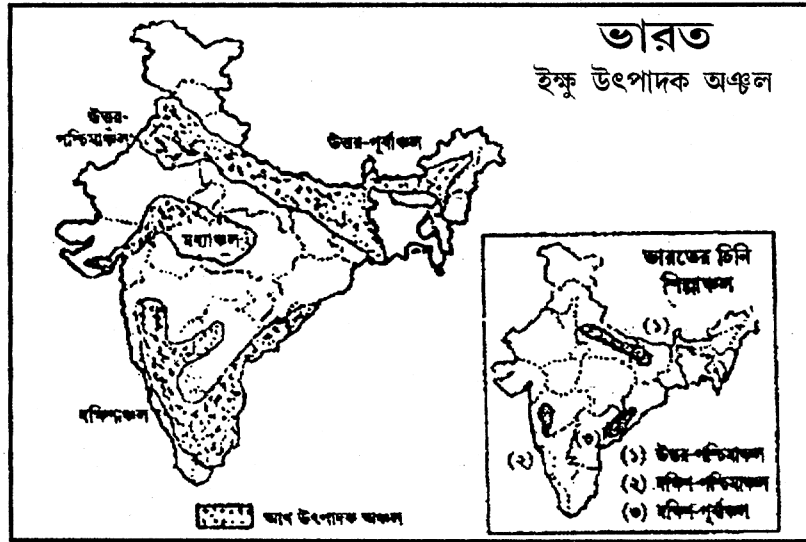 ভারত
ইক্ষু উৎপাদক অঞ্চল
উত্তর-
পশ্চিমাঞ্চল
উত্তর-পূর্বাঞ্চল
মধ্যাঞ্চল
দক্ষিণাঞ্চল
আখ উৎপাদক অঞ্চল
ভারতের চিনি
শিল্পাঞ্চল
(১)
(৩)
(২)
(১) উত্তর-পশ্চিমাঞ্চল
(২) দক্ষিণ-পশ্চিমাঞ্চল
(৩) দক্ষিণ-পূর্বাঞ্চল